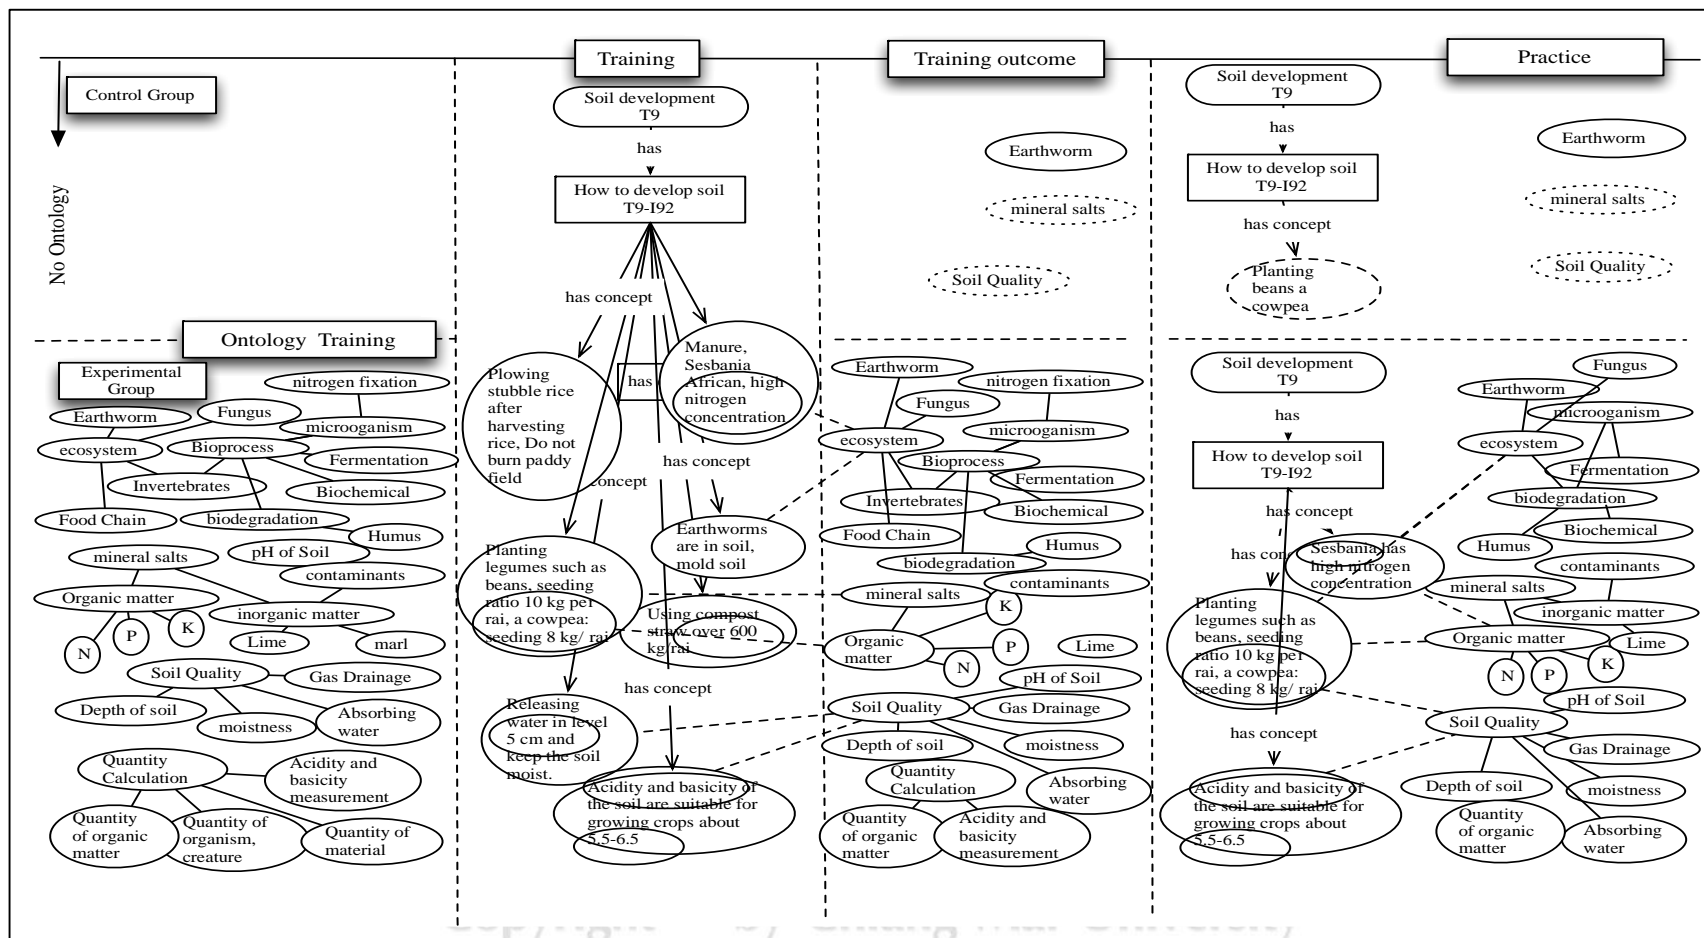 Training
Training outcome
Practice
Control Group
No Ontology
Soil development
T9
has
How to develop soil
T9-I92
has concept
Earthworm
mineral salts
Soil Quality
Soil development
T9
has
How to develop soil
T9-I92
has concept
Planting
beans a
cowpea
Earthworm
mineral salts
Soil Quality
Ontology Training
Experimental
Group
nitrogen fixation
Earthworm
Fungus
microoganism
ecosystem
Bioprocess
Fermentation
Invertebrates
Biochemical
Food Chain
biodegradation
Humus
mineral salts
pH of Soil
contaminants
Organic matter
inorganic matter
N
P
K
Lime
marl
Soil Quality
Gas Drainage
Depth of soil
moistness
Absorbing
water
Quantity
Calculation
Acidity and
basicity
measurement
Quantity
of organic
matter
Quantity of
organism,
creature
Quantity of
material
Plowing
stubble rice
after
harvesting
rice, Do not
burn paddy
field
has
Manure,
Sesbania
African, high
nitrogen
concentration
has concept
concept
Earthworms
are in soil,
mold soil
Planting
legumes such as
beans, seeding
ratio 10 kg per
rai, a cowpea:
seeding 8 kg/ rai
Using compost
straw over 600
kg/rai
has concept
Releasing
water in level
5 cm and
keep the soil
moist.
Acidity and basicity of
the soil are suitable for
growing crops about
5.5-6.5
Earthworm
nitrogen fixation
Fungus
ecosystem
microoganism
Bioprocess
Fermentation
Invertebrates
Biochemical
Food Chain
Humus
biodegradation
contaminants
mineral salts
K
Organic
matter
P
N
Lime
pH of Soil
Soil Quality
Gas Drainage
Depth of soil
moistness
Quantity
Calculation
Absorbing
water
Quantity
of organic
matter
Acidity and
basicity
measurement
Soil development
T9
has
How to develop soil
T9-I92
has concept
has conc
Sesbania has
high nitrogen
concentration
Planting
legumes such as
beans, seeding
ratio 10 kg per
rai, a cowpea:
seeding 8 kg/ rai
has concept
Acidity and basicity of
the soil are suitable for
growing crops about
5.5-6.5
Fungus
Earthworm
microoganism
ecosystem
Fermentation
biodegradation
Biochemical
Humus
contaminants
mineral salts
inorganic matter
Organic matter
Lime
N
P
K
pH of Soil
Soil Quality
Gas Drainage
Depth of soil
moistness
Quantity
of organic
matter
Absorbing
water
by Chiang Mai University